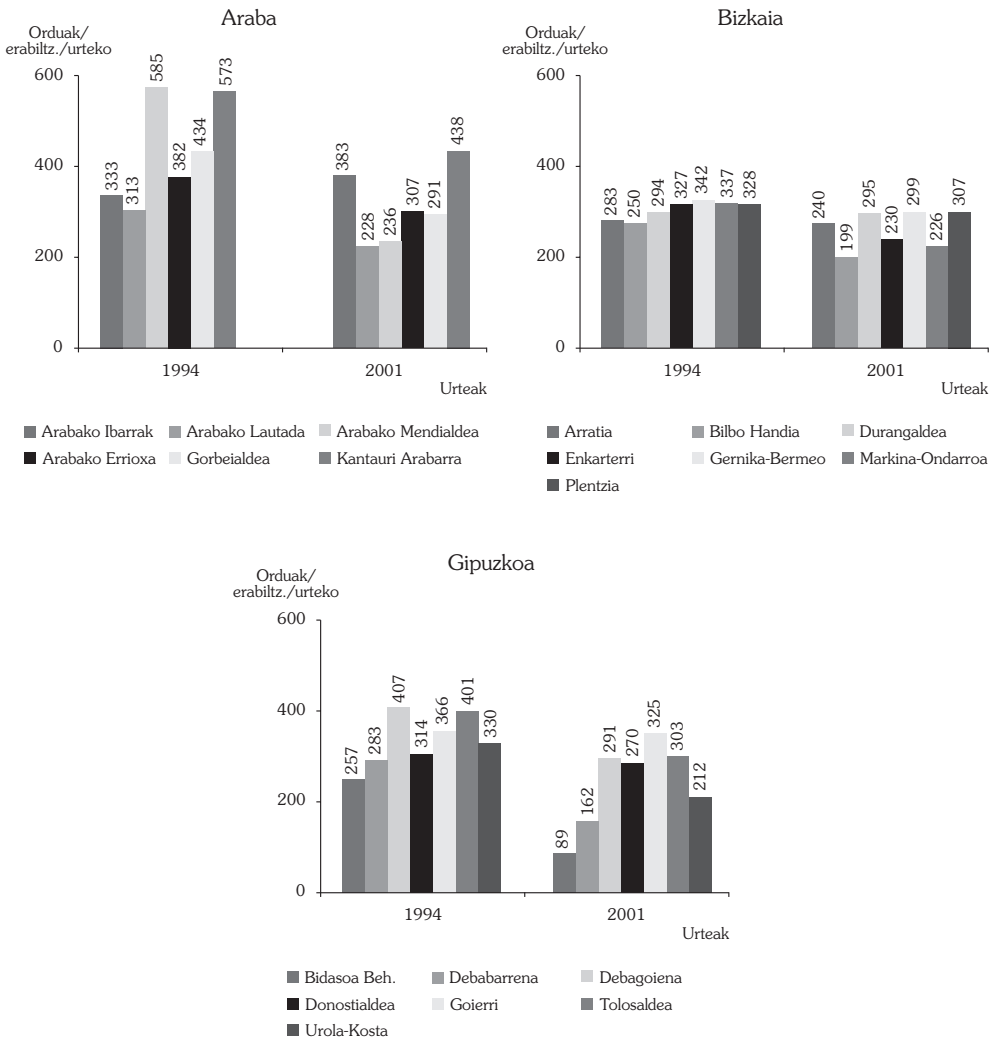 Araba
Orduak/
erabiltz./urteko
600
400
200
0
333
313
585
382
434
573
383
228
236
307
291
438
1994
2001
Urteak
Arabako Ibarrak
Arabako Lautada
Arabako Mendialdea
Arabako Errioxa
Gorbeialdea
Kantauri Arabarra
Bizkaia
Orduak/
erabiltz./urteko
600
400
200
0
283
250
294
327
342
337
328
240
199
295
230
299
226
307
1994
2001
Urteak
Arratia
Bilbo Handia
Durangaldea
Enkarterri
Gernika-Bermeo
Markina-Ondarroa
Plentzia
Gipuzkoa
Orduak/
erabiltz./urteko
600
400
200
0
257
283
407
314
366
401
330
89
162
291
270
325
303
212
1994
2001
Urteak
Bidasoa Beh.
Debabarrena
Debagoiena
Donostialdea
Goierri
Tolosaldea
Urola-Kosta